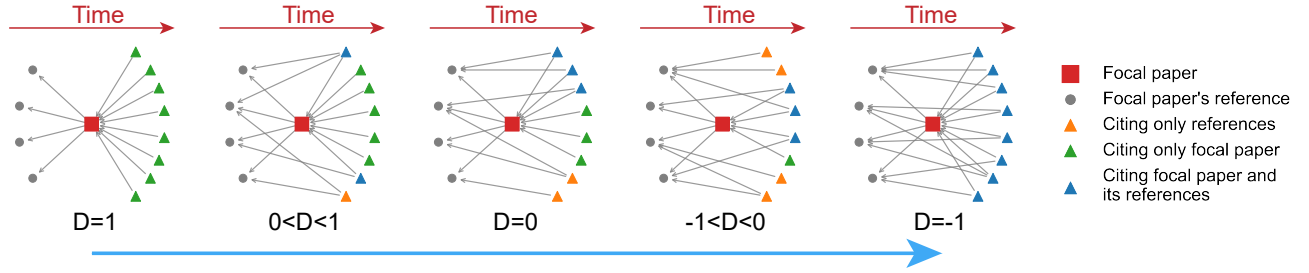 Time
Time
Time
Time
Time
Focal paper
Focal paper's reference
Citing only references
Citing only focal paper
Citing focal paper and
its references
D=1
0<D<1
D=0
-1<D<0
D=-1